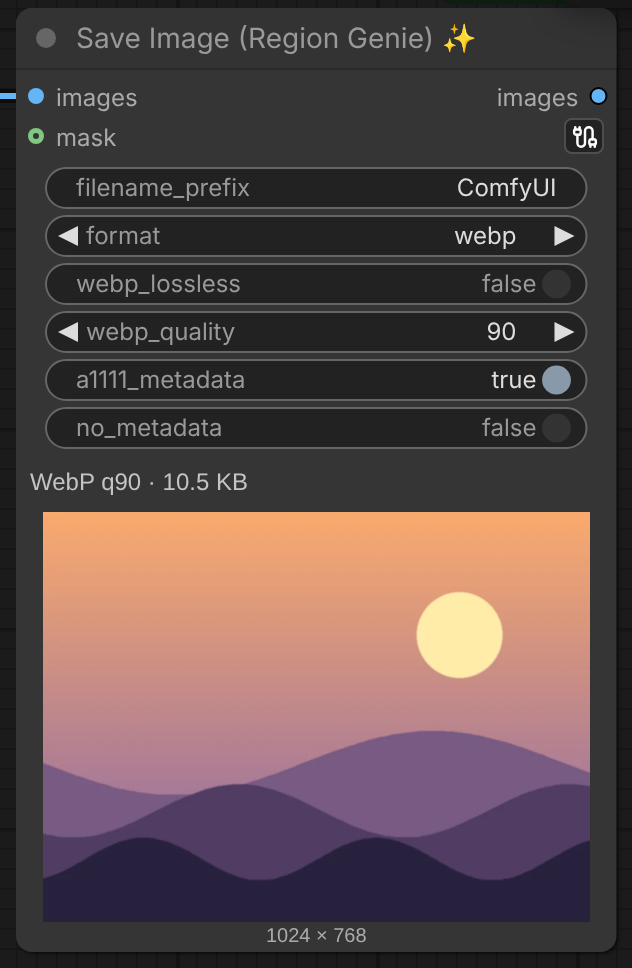 Save Image (Region Genie) ✨
images images
mask
filename_prefix ComfyUI
format webp
webp_lossless false
webp_quality 90
a1111_metadata true
no_metadata false
WebP q90 · 10.5 KB
1024 × 768